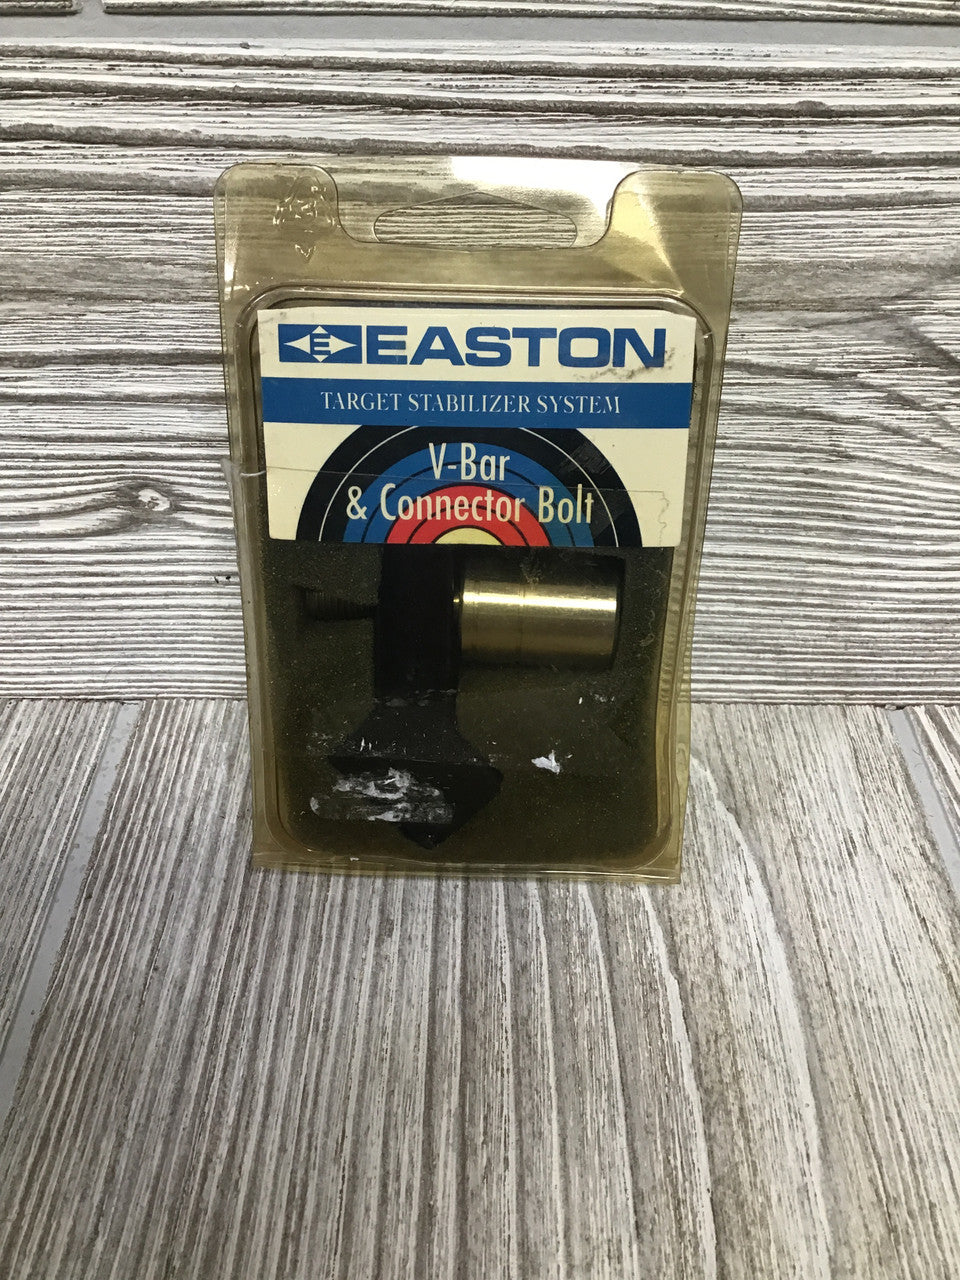 E EASTON
TARGET STABILIZER SYSTEM
V-Bar
& Connector Bolt